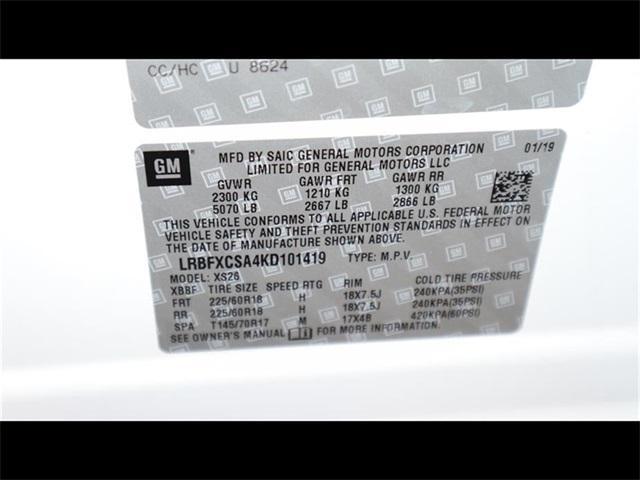 CC/HC U 8624
GM
MFD BY SAIC GENERAL MOTORS CORPORATION 01/19
LIMITED FOR GENERAL MOTORS LLC
GVWR GAWR FRT GAWR RR
2300 KG 1210 KG 1300 KG
5070 LB 2667 LB 2866 LB
THIS VEHICLE CONFORMS TO ALL APPLICABLE U.S. FEDERAL MOTOR
VEHICLE SAFETY AND THEFT PREVENTION STANDARDS IN EFFECT ON
THE DATE OF MANUFACTURE SHOWN ABOVE.
LRBFXCSA4KD101419 TYPE: M.P.V.
MODEL: XS26
XBBF TIRE SIZE SPEED RTG RIM COLD TIRE PRESSURE
FRT 225/60R18 H 18X7.5J 240KPA(35PSI)
RR 225/60R18 H 18X7.5J 240KPA(35PSI)
SPA T145/70R17 M 17X4B 420KPA(60PSI)
SEE OWNER'S MANUAL